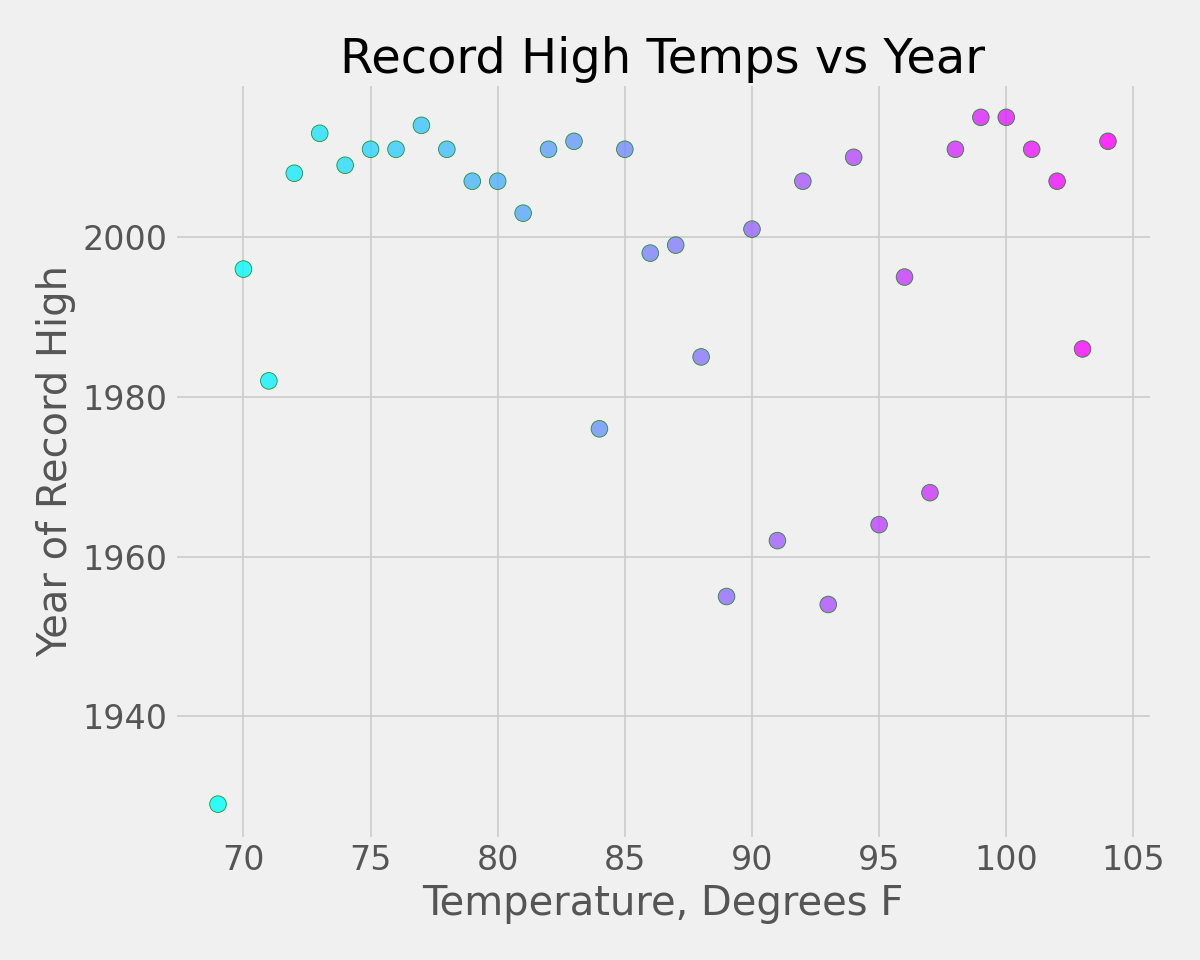 Record High Temps vs Year
Year of Record High
2000
1980
1960
1940
70 75 80 85 90 95 100 105
Temperature, Degrees F